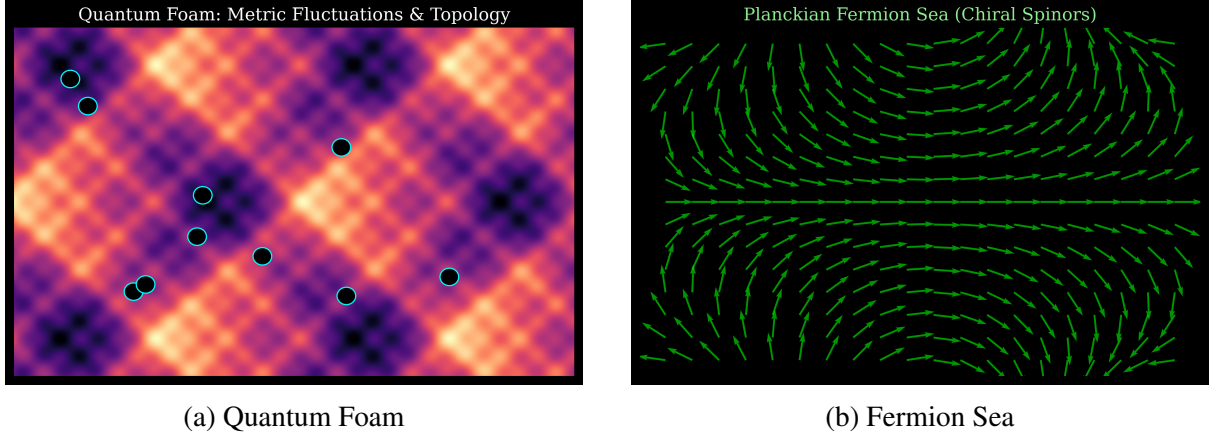 Quantum Foam: Metric Fluctuations & Topology
Planckian Fermion Sea (Chiral Spinors)
(a) Quantum Foam
(b) Fermion Sea